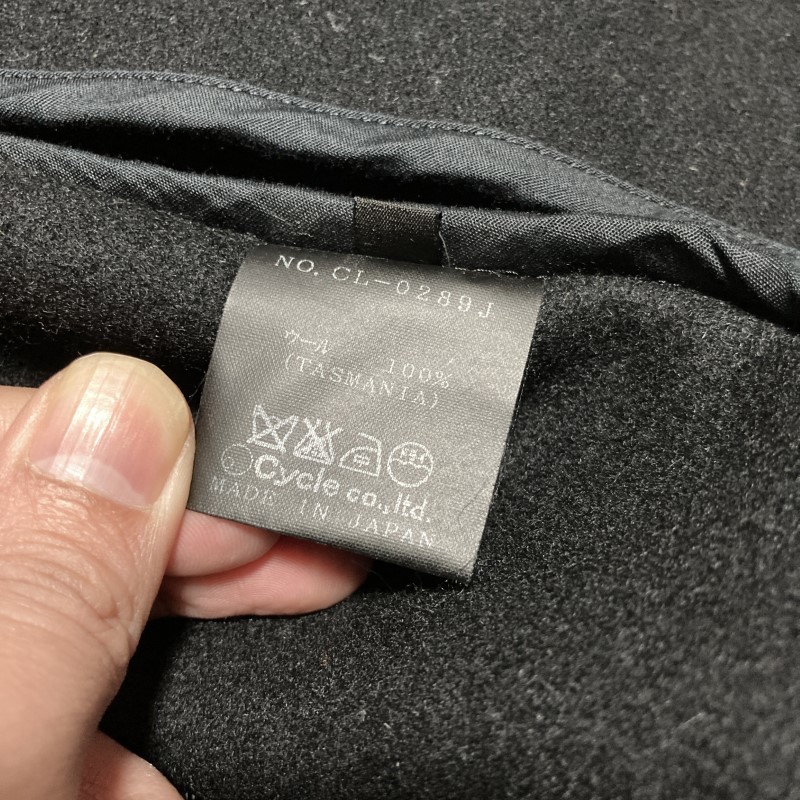 NO. CL-0289J
ウール 100%
(TASMANIA)
Cycle co.,ltd.
MADE IN JAPAN